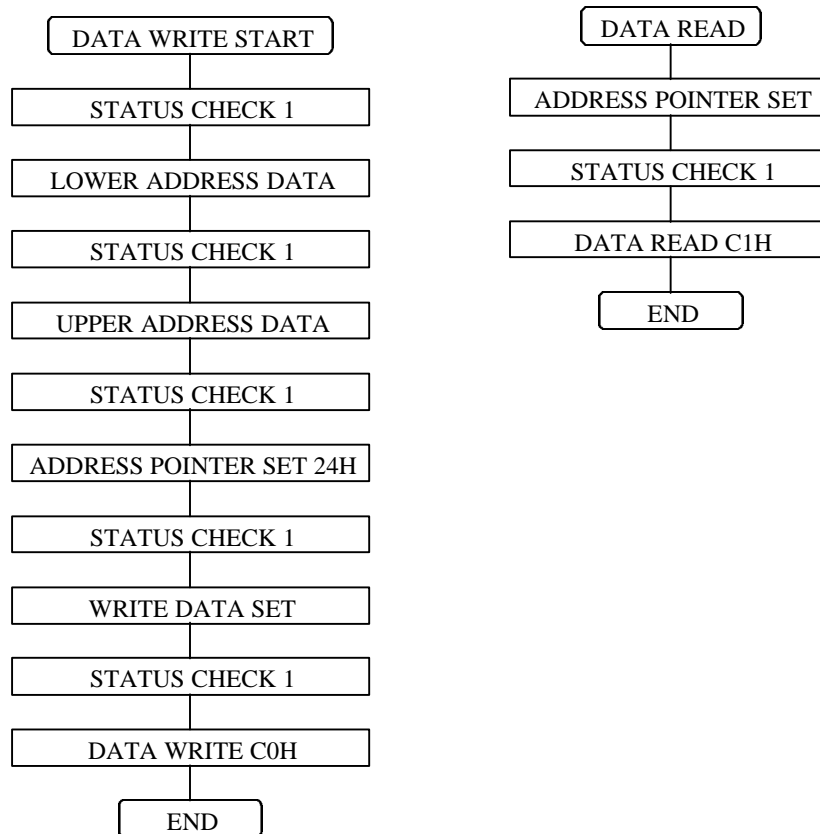 DATA WRITE START
STATUS CHECK 1
LOWER ADDRESS DATA
STATUS CHECK 1
UPPER ADDRESS DATA
STATUS CHECK 1
ADDRESS POINTER SET 24H
STATUS CHECK 1
WRITE DATA SET
STATUS CHECK 1
DATA WRITE C0H
END
DATA READ
ADDRESS POINTER SET
STATUS CHECK 1
DATA READ C1H
END